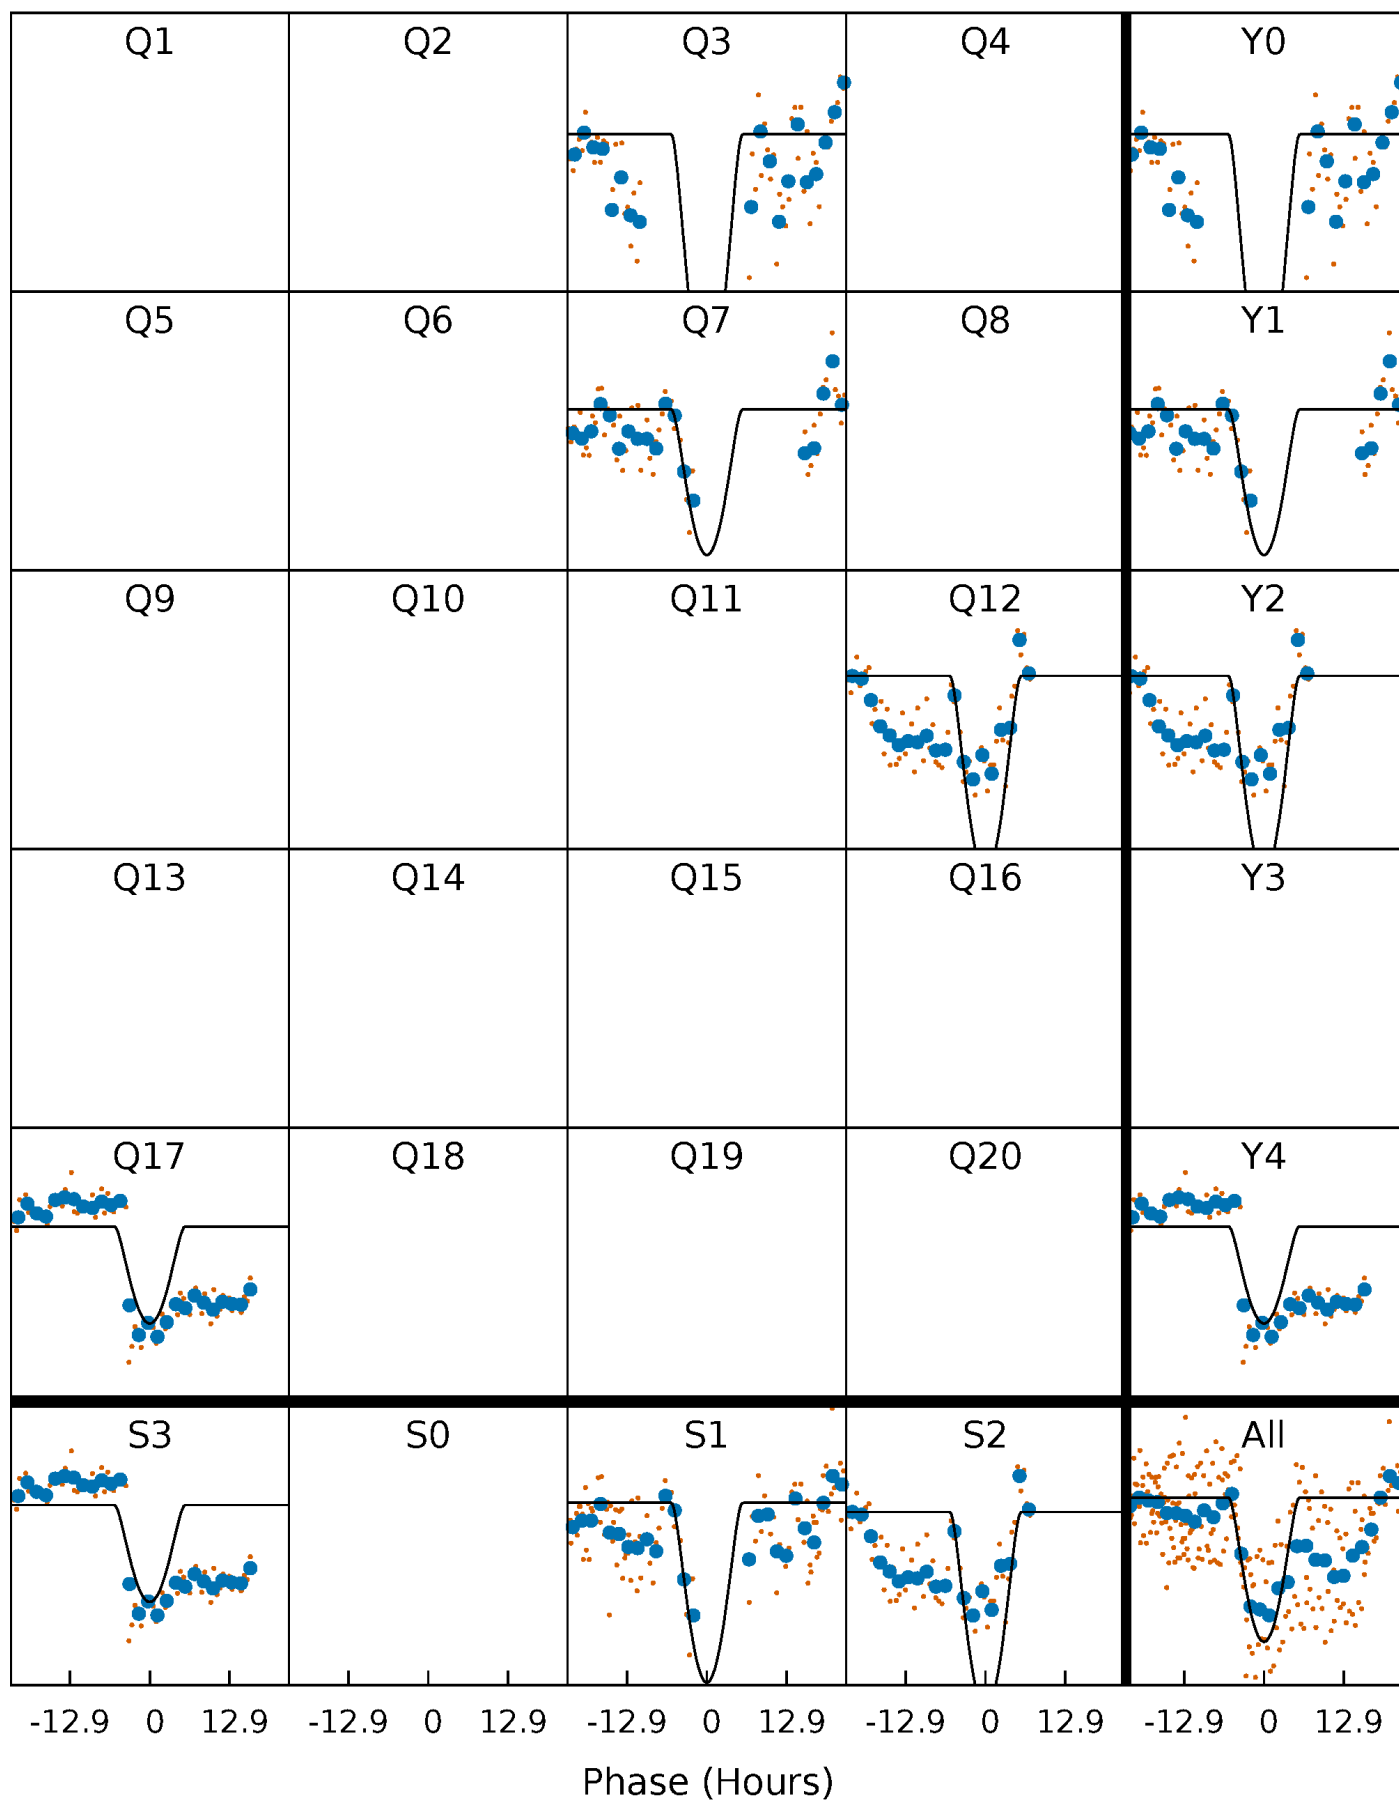 Q1 Q2 Q3 Q4 Y0
Q5 Q6 Q7 Q8 Y1
Q9 Q10 Q11 Q12 Y2
Q13 Q14 Q15 Q16 Y3
Q17 Q18 Q19 Q20 Y4
S3 S0 S1 S2 All
-12.9 0 12.9 -12.9 0 12.9 -12.9 0 12.9 -12.9 0 12.9 -12.9 0 12.9
Phase (Hours)